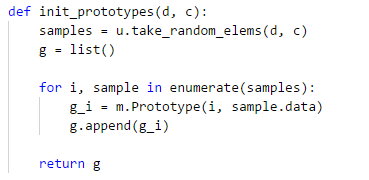 def init_prototypes(d, c):
    samples = u.take_random_elems(d, c)
    g = list()

    for i, sample in enumerate(samples):
        g_i = m.Prototype(i, sample.data)
        g.append(g_i)

    return g